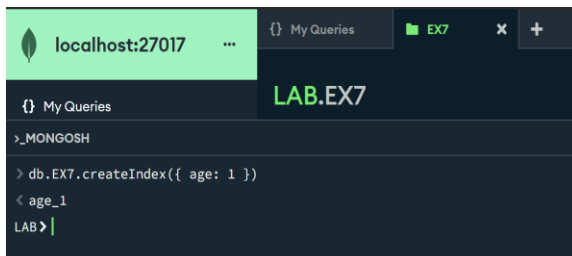 localhost:27017 ...
{} My Queries
EX7 × +
LAB.EX7
{} My Queries
>_MONGOSH
> db.EX7.createIndex({ age: 1 })
< age_1
LAB>